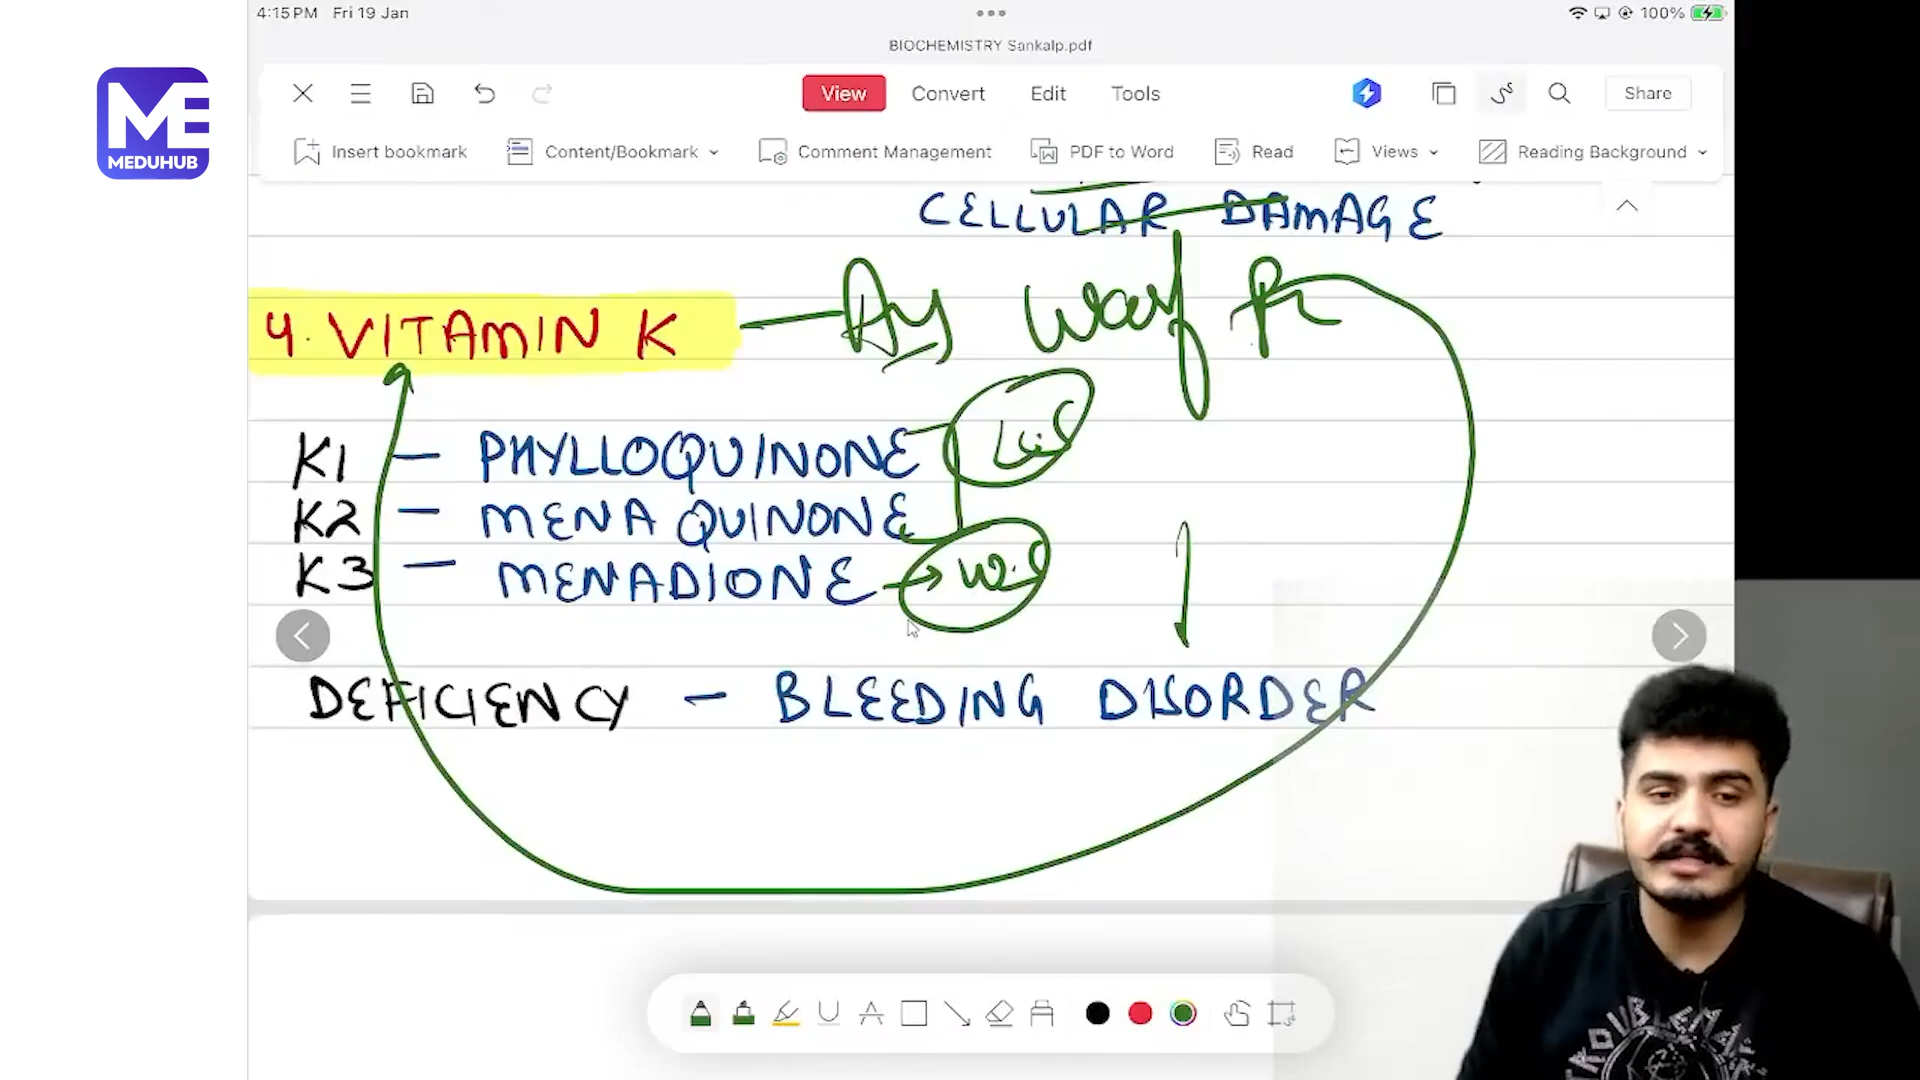 4:15 PM Fri 19 Jan
100%
BIOCHEMISTRY Sankalp.pdf
View Convert Edit Tools Share
Insert bookmark Content/Bookmark Comment Management PDF to Word Read Views Reading Background
ME
MEDUHUB
CELLULAR DAMAGE
4. VITAMIN K
K1 — PHYLLOQUINONE
K2 — MENAQUINONE
K3 — MENADIONE → W.S
DEFICIENCY — BLEEDING DISORDER